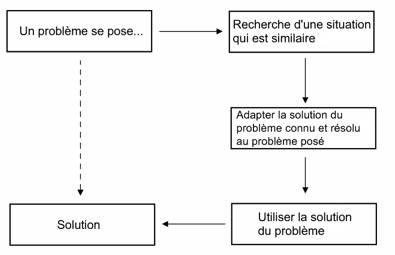 Un problème se pose...
Recherche d'une situation
qui est similaire
Adapter la solution du
problème connu et résolu
au problème posé
Utiliser la solution
du problème
Solution